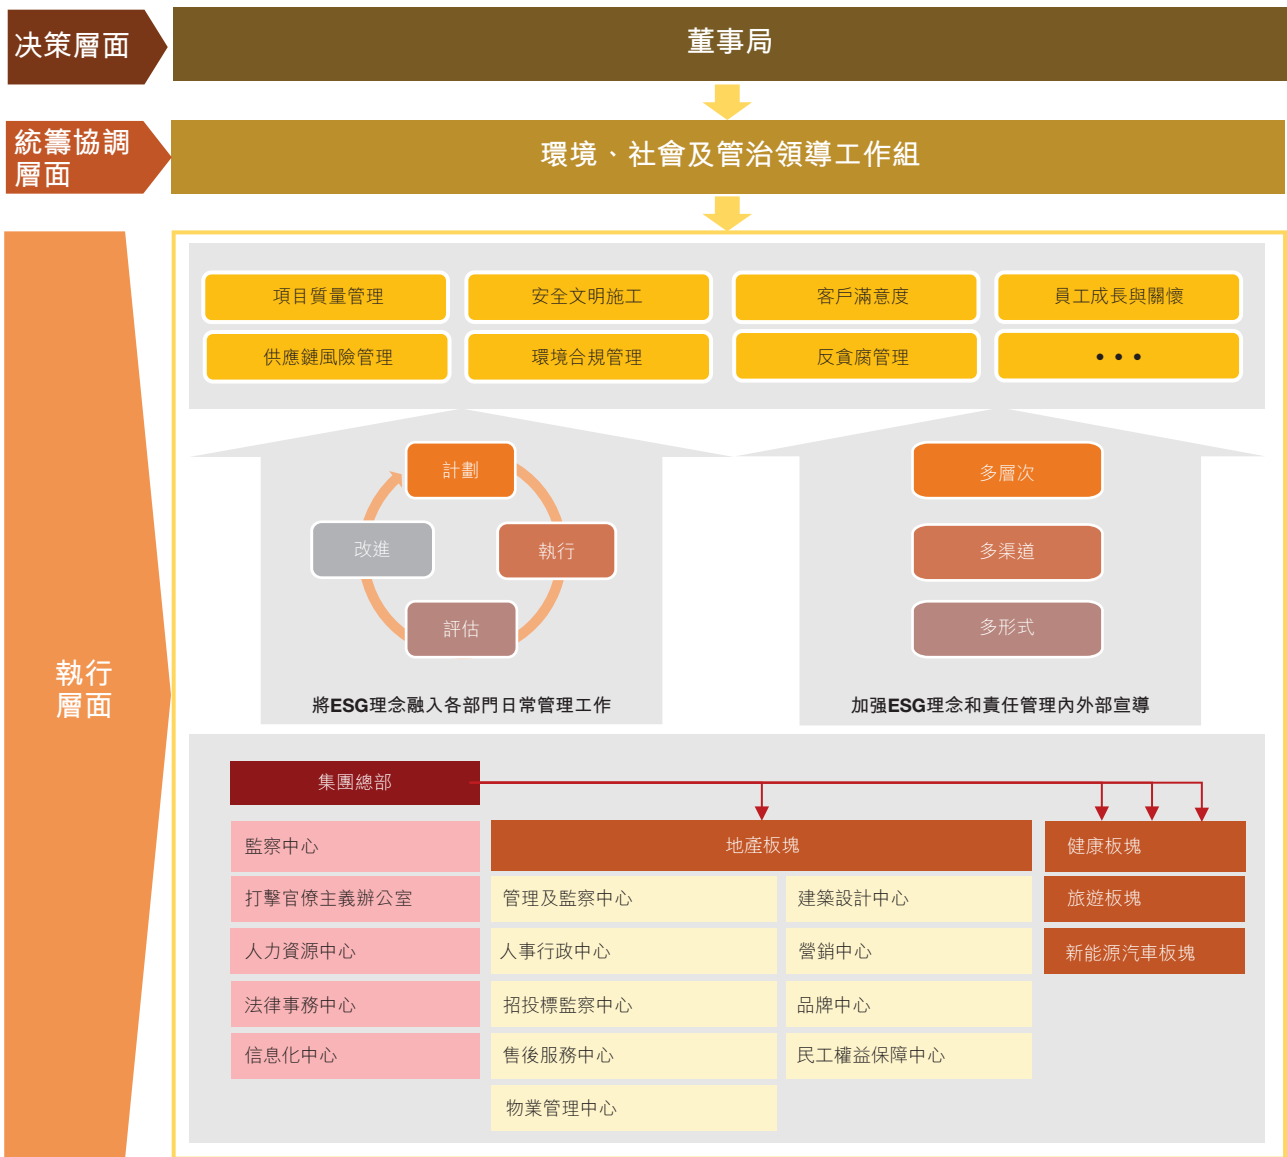 决策層面
董事局
統籌協調
層面
環境、社會及管治領導工作組
執行
層面
項目質量管理
安全文明施工
客戶滿意度
員工成長與關懷
供應鏈風險管理
環境合規管理
反貪腐管理
•••
計劃
改進
執行
評估
將ESG理念融入各部門日常管理工作
多層次
多渠道
多形式
加强ESG理念和責任管理內外部宣導
集團總部
監察中心
打擊官僚主義辦公室
人力資源中心
法律事務中心
信息化中心
地產板塊
管理及監察中心
建築設計中心
人事行政中心
營銷中心
招投標監察中心
品牌中心
售後服務中心
民工權益保障中心
物業管理中心
健康板塊
旅遊板塊
新能源汽車板塊